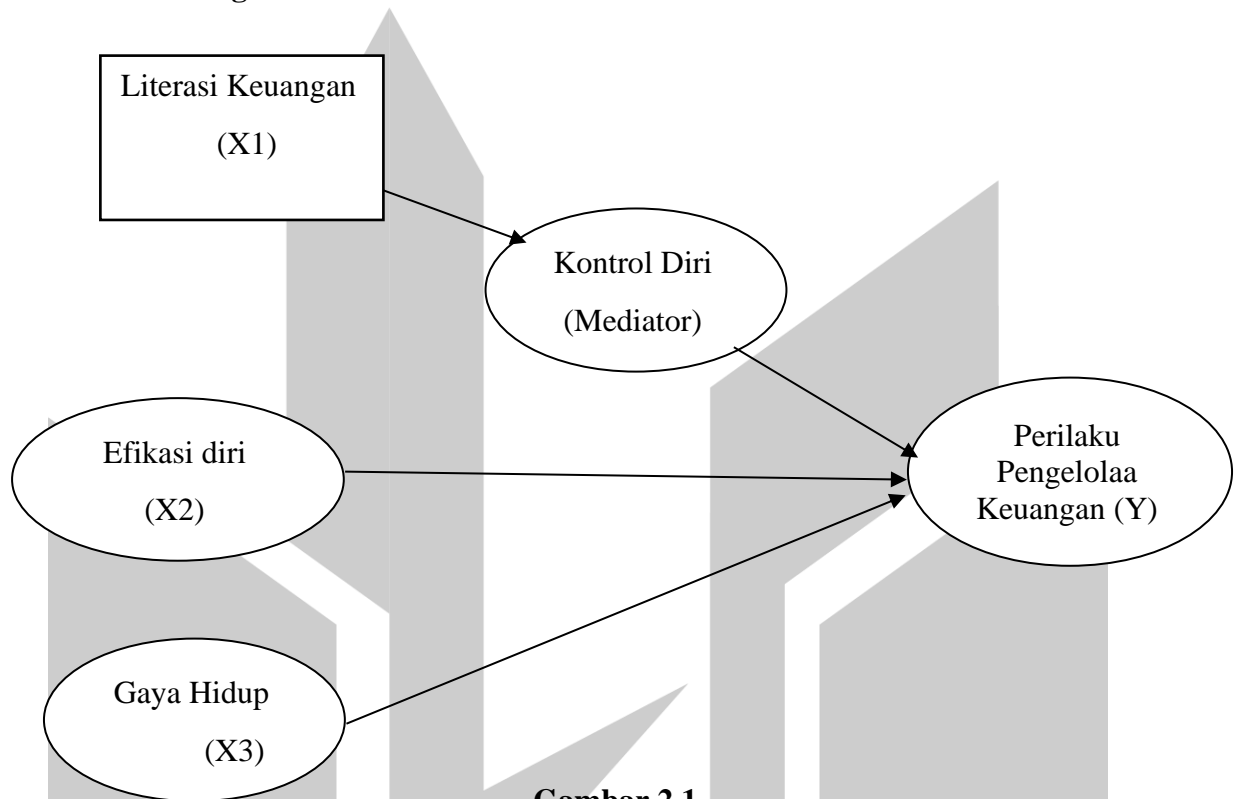 Literasi Keuangan
(X1)
Kontrol Diri
(Mediator)
Efikasi diri
(X2)
Perilaku
Pengelolaa
Keuangan (Y)
Gaya Hidup
(X3)
Gambar 2.1